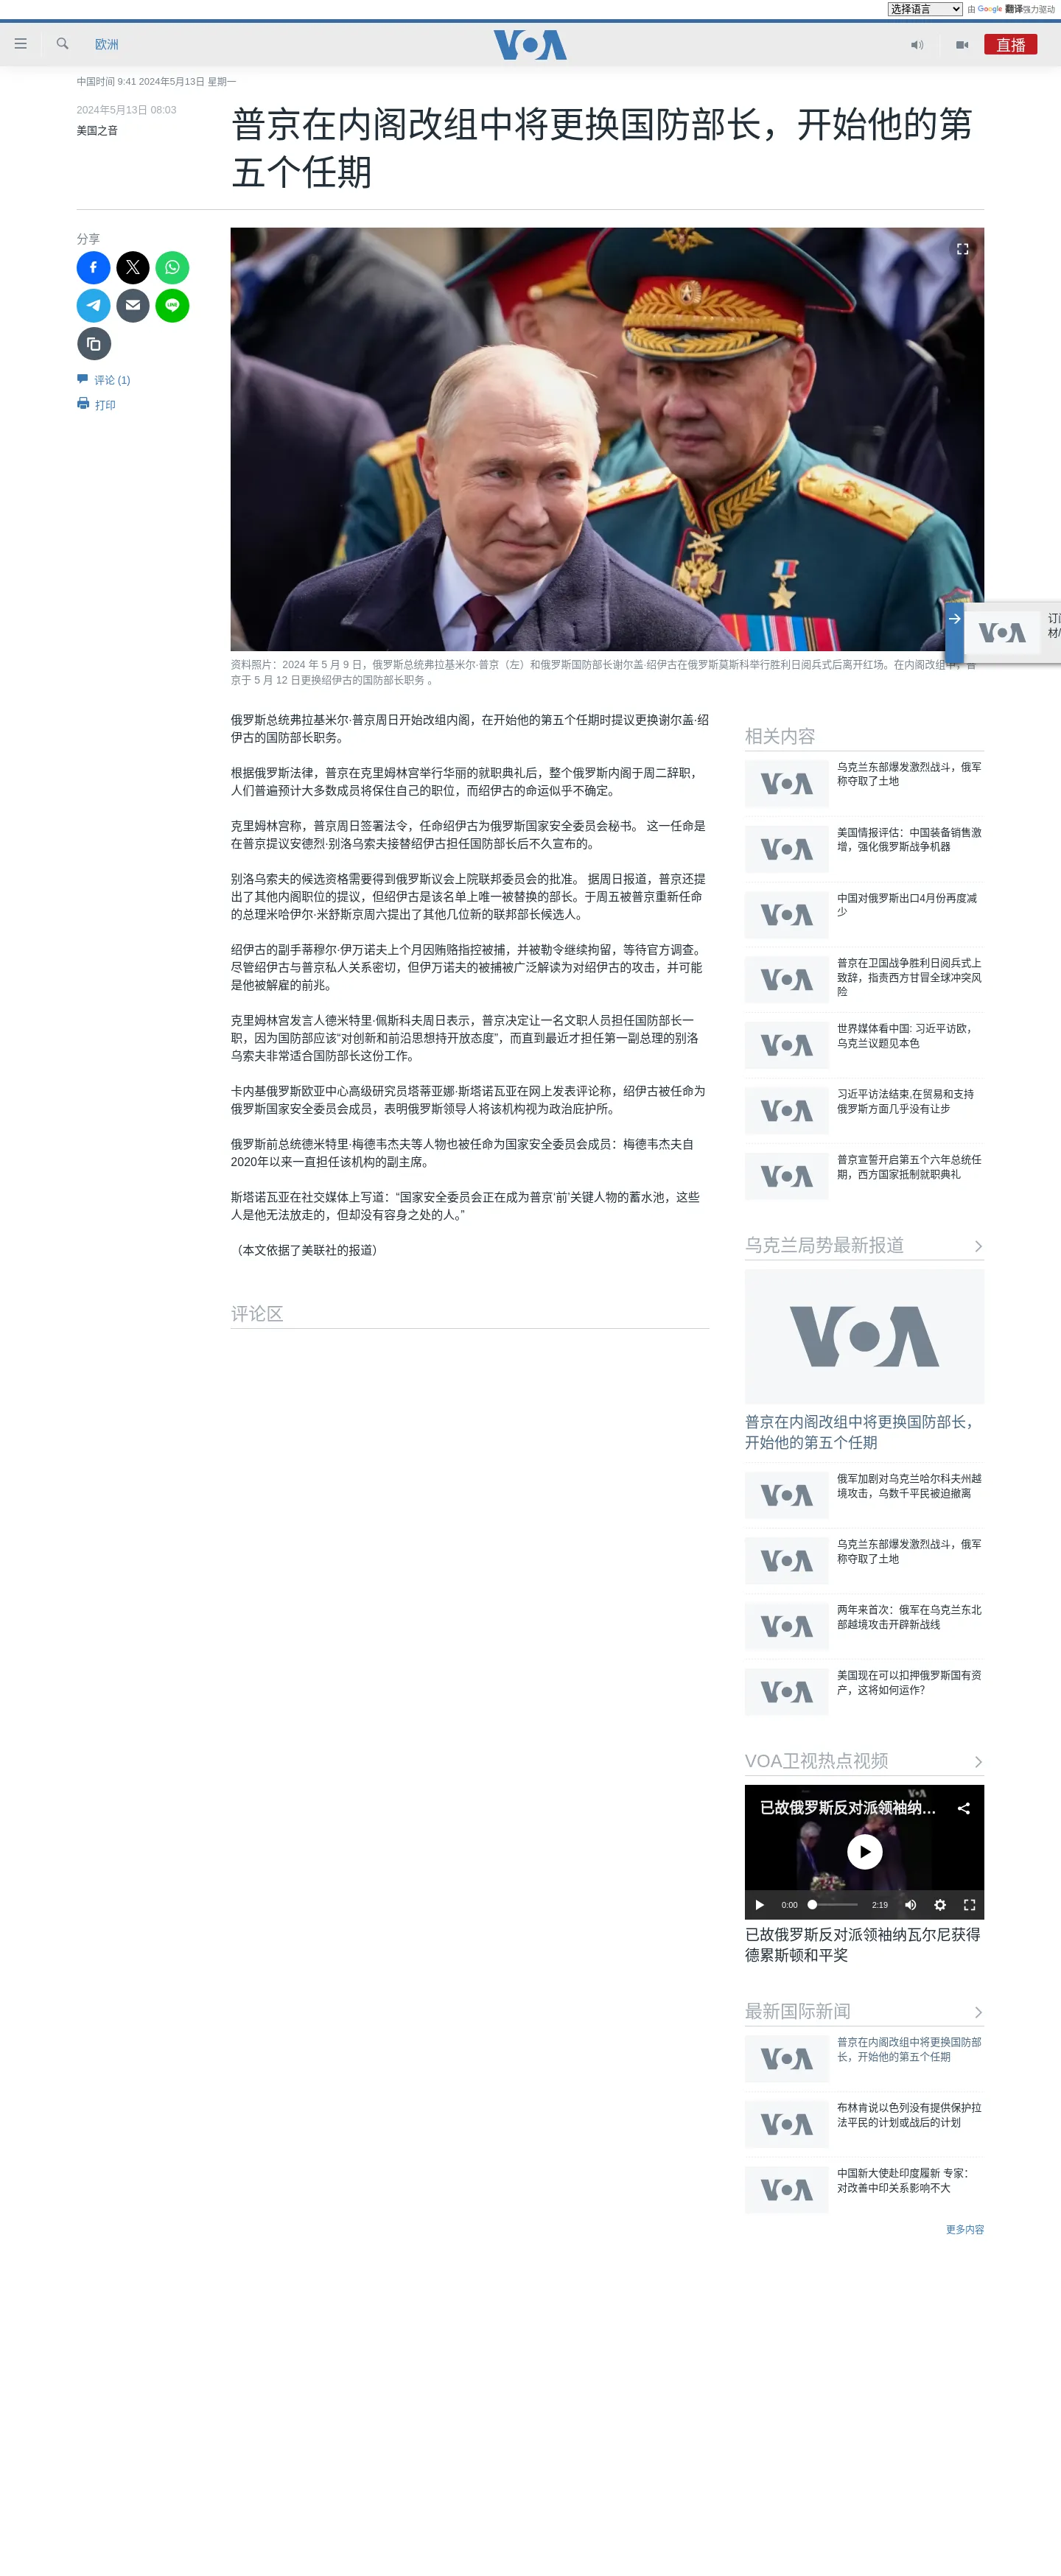 选择语言
由 Google 翻译强力驱动
欧洲
VOA
直播
中国时间 9:41 2024年5月13日 星期一
2024年5月13日 08:03
美国之音
普京在内阁改组中将更换国防部长，开始他的第
五个任期
分享
LINE
评论 (1)
打印
VOA
订
材/
资料照片：2024 年 5 月 9 日，俄罗斯总统弗拉基米尔·普京（左）和俄罗斯国防部长谢尔盖·绍伊古在俄罗斯莫斯科举行胜利日阅兵式后离开红场。在内阁改组中，普
京于 5 月 12 日更换绍伊古的国防部长职务 。
俄罗斯总统弗拉基米尔·普京周日开始改组内阁，在开始他的第五个任期时提议更换谢尔盖·绍
伊古的国防部长职务。
根据俄罗斯法律，普京在克里姆林宫举行华丽的就职典礼后，整个俄罗斯内阁于周二辞职，
人们普遍预计大多数成员将保住自己的职位，而绍伊古的命运似乎不确定。
克里姆林宫称，普京周日签署法令，任命绍伊古为俄罗斯国家安全委员会秘书。 这一任命是
在普京提议安德烈·别洛乌索夫接替绍伊古担任国防部长后不久宣布的。
别洛乌索夫的候选资格需要得到俄罗斯议会上院联邦委员会的批准。 据周日报道，普京还提
出了其他内阁职位的提议，但绍伊古是该名单上唯一被替换的部长。于周五被普京重新任命
的总理米哈伊尔·米舒斯京周六提出了其他几位新的联邦部长候选人。
绍伊古的副手蒂穆尔·伊万诺夫上个月因贿赂指控被捕，并被勒令继续拘留，等待官方调查。
尽管绍伊古与普京私人关系密切，但伊万诺夫的被捕被广泛解读为对绍伊古的攻击，并可能
是他被解雇的前兆。
克里姆林宫发言人德米特里·佩斯科夫周日表示，普京决定让一名文职人员担任国防部长一
职，因为国防部应该“对创新和前沿思想持开放态度”，而直到最近才担任第一副总理的别洛
乌索夫非常适合国防部长这份工作。
卡内基俄罗斯欧亚中心高级研究员塔蒂亚娜·斯塔诺瓦亚在网上发表评论称，绍伊古被任命为
俄罗斯国家安全委员会成员，表明俄罗斯领导人将该机构视为政治庇护所。
俄罗斯前总统德米特里·梅德韦杰夫等人物也被任命为国家安全委员会成员：梅德韦杰夫自
2020年以来一直担任该机构的副主席。
斯塔诺瓦亚在社交媒体上写道：“国家安全委员会正在成为普京‘前’关键人物的蓄水池，这些
人是他无法放走的，但却没有容身之处的人。”
（本文依据了美联社的报道）
评论区
相关内容
VOA
乌克兰东部爆发激烈战斗，俄军
称夺取了土地
VOA
美国情报评估：中国装备销售激
增，强化俄罗斯战争机器
VOA
中国对俄罗斯出口4月份再度减
少
VOA
普京在卫国战争胜利日阅兵式上
致辞，指责西方甘冒全球冲突风
险
VOA
世界媒体看中国: 习近平访欧，
乌克兰议题见本色
VOA
习近平访法结束,在贸易和支持
俄罗斯方面几乎没有让步
VOA
普京宣誓开启第五个六年总统任
期，西方国家抵制就职典礼
乌克兰局势最新报道
VOA
普京在内阁改组中将更换国防部长，
开始他的第五个任期
VOA
俄军加剧对乌克兰哈尔科夫州越
境攻击，乌数千平民被迫撤离
VOA
乌克兰东部爆发激烈战斗，俄军
称夺取了土地
VOA
两年来首次：俄军在乌克兰东北
部越境攻击开辟新战线
VOA
美国现在可以扣押俄罗斯国有资
产，这将如何运作？
VOA卫视热点视频
VOA
已故俄罗斯反对派领袖纳...
0:00
2:19
已故俄罗斯反对派领袖纳瓦尔尼获得
德累斯顿和平奖
最新国际新闻
VOA
普京在内阁改组中将更换国防部
长，开始他的第五个任期
VOA
布林肯说以色列没有提供保护拉
法平民的计划或战后的计划
VOA
中国新大使赴印度履新 专家：
对改善中印关系影响不大
更多内容